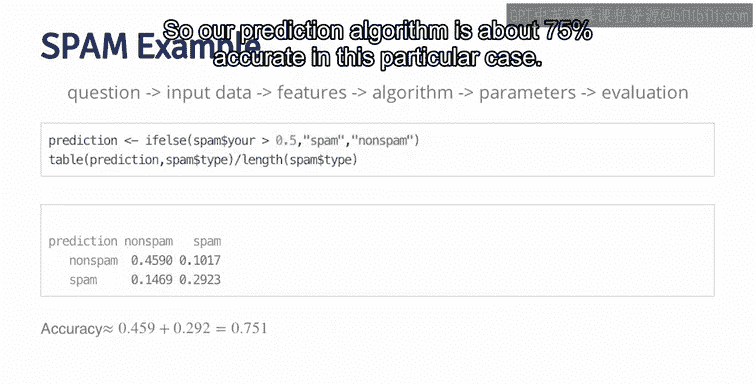 SPAM Example
So our prediction algorithm is about 75%
accurate in this particular case.
question -> input data -> features -> algorithm -> parameters -> evaluation
prediction <- ifelse(spam$your > 0.5,"spam","nonspam")
table(prediction,spam$type)/length(spam$type)
prediction nonspam spam
nonspam 0.4590 0.1017
spam 0.1469 0.2923
Accuracy≈ 0.459 + 0.292 = 0.751